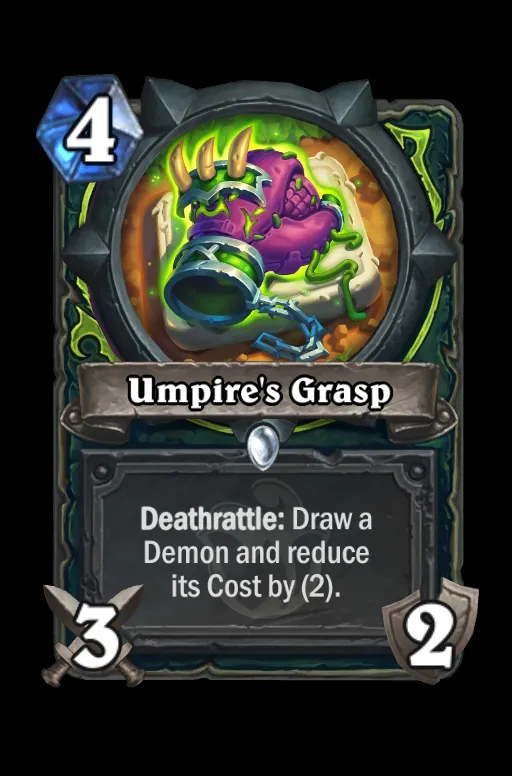 4
Umpire's Grasp
Deathrattle: Draw a
Demon and reduce
its Cost by (2).
3
2